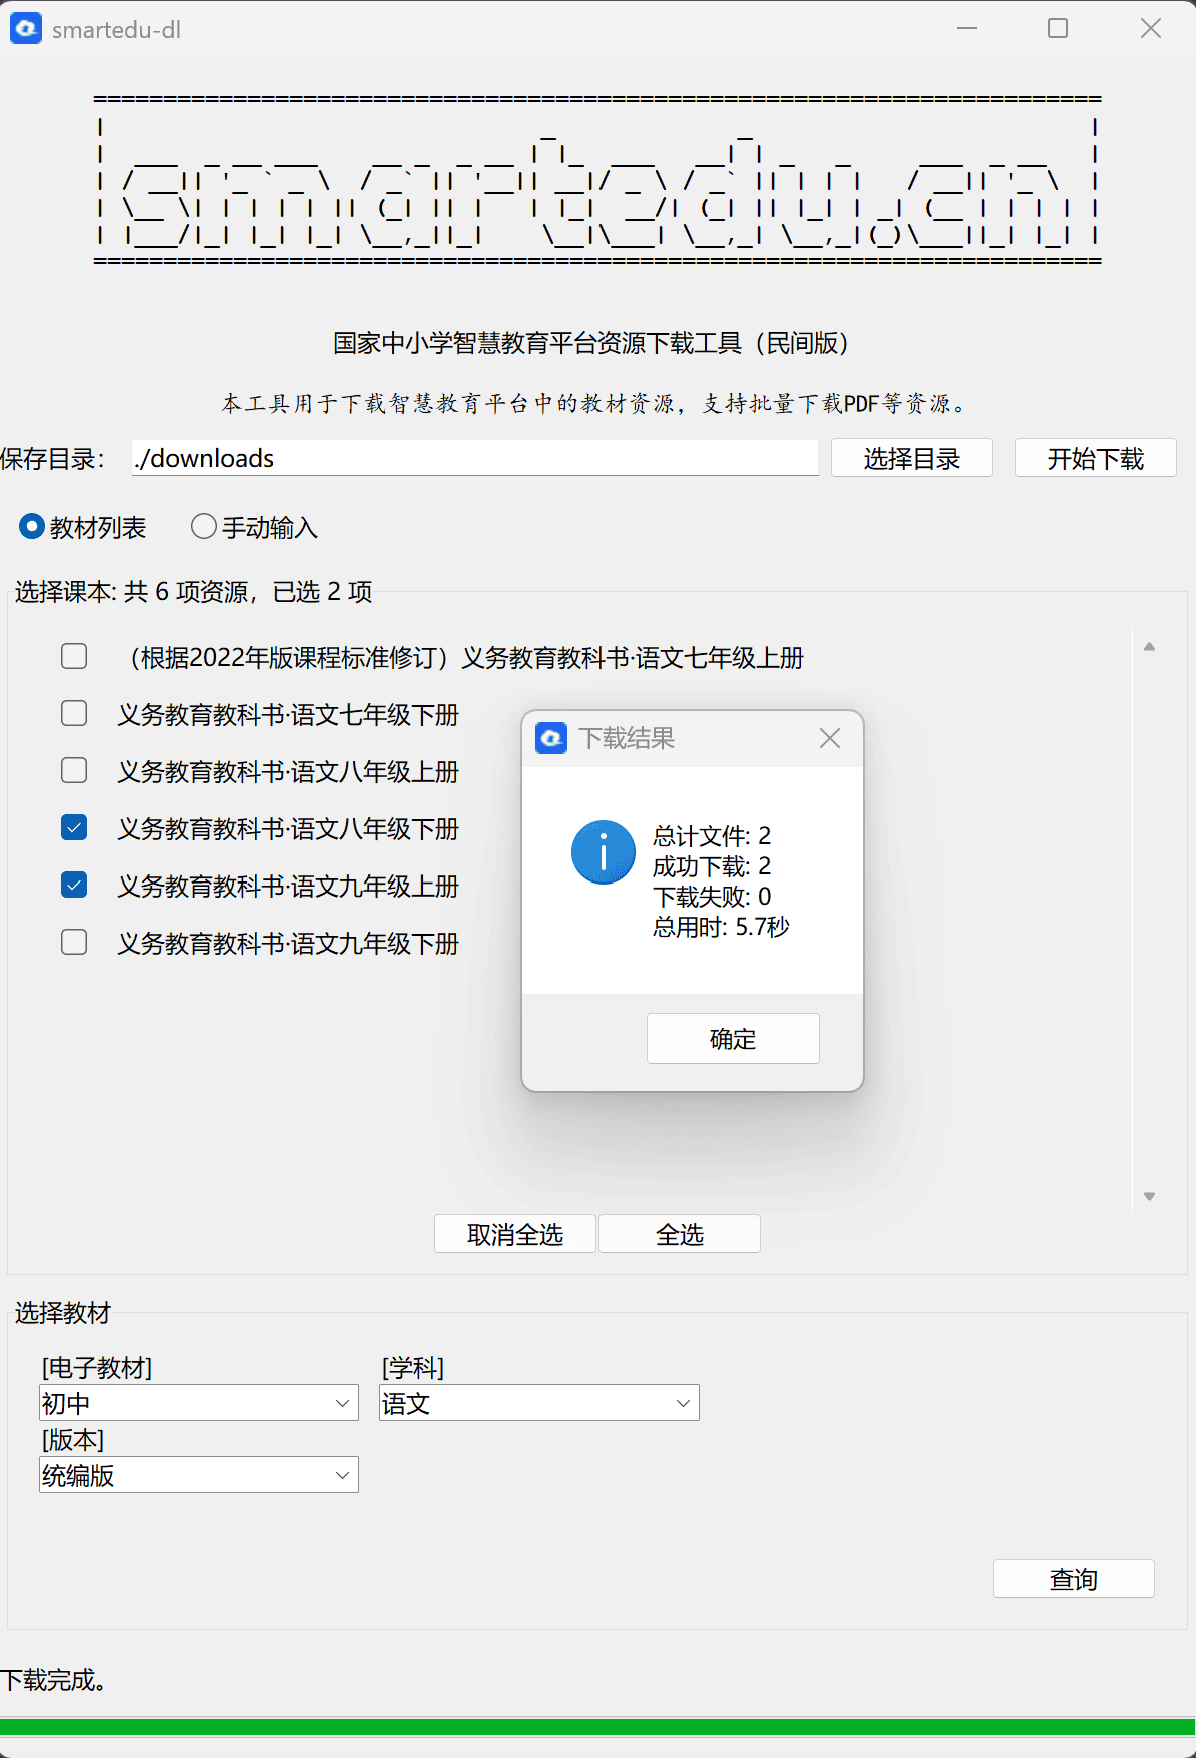 smartedu-dl
smartedu.cn
国家中小学智慧教育平台资源下载工具（民间版）
本工具用于下载智慧教育平台中的教材资源，支持批量下载PDF等资源。
保存目录： ./downloads 选择目录 开始下载
教材列表 手动输入
选择课本: 共 6 项资源，已选 2 项
（根据2022年版课程标准修订）义务教育教科书·语文七年级上册
义务教育教科书·语文七年级下册
义务教育教科书·语文八年级上册
义务教育教科书·语文八年级下册
义务教育教科书·语文九年级上册
义务教育教科书·语文九年级下册
下载结果
总计文件: 2
成功下载: 2
下载失败: 0
总用时: 5.7秒
确定
取消全选 全选
选择教材
[电子教材] [学科]
初中 语文
[版本]
统编版
查询
下载完成。